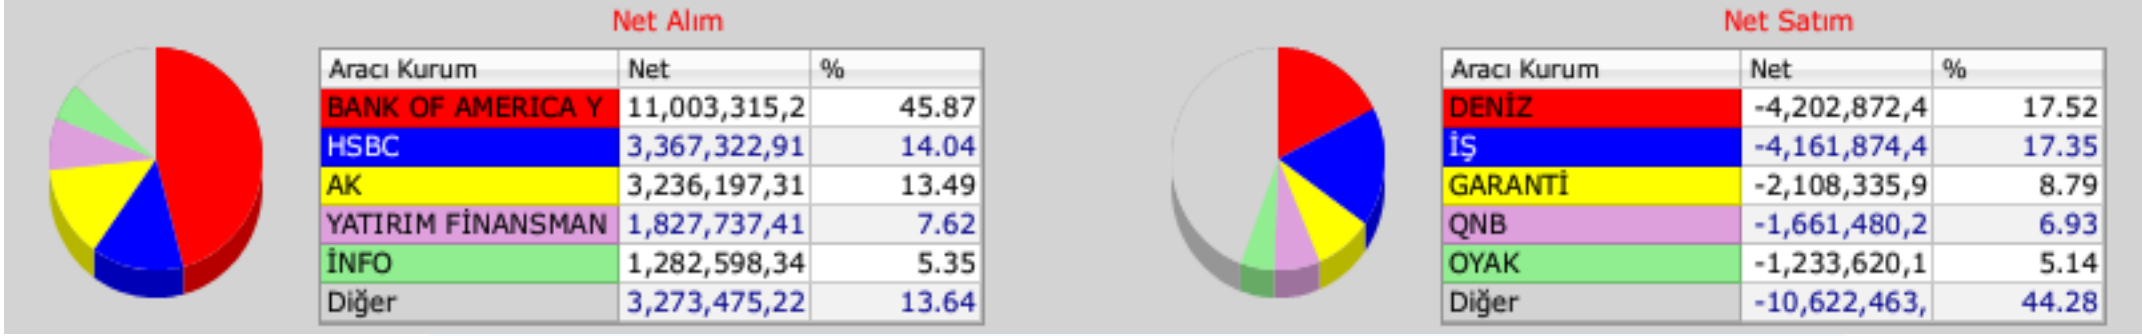 Net Alım
Aracı Kurum Net %
BANK OF AMERICA Y 11,003,315,2 45.87
HSBC 3,367,322,91 14.04
AK 3,236,197,31 13.49
YATIRIM FİNANSMAN 1,827,737,41 7.62
İNFO 1,282,598,34 5.35
Diğer 3,273,475,22 13.64
Net Satım
Aracı Kurum Net %
DENİZ -4,202,872,4 17.52
İŞ -4,161,874,4 17.35
GARANTİ -2,108,335,9 8.79
QNB -1,661,480,2 6.93
OYAK -1,233,620,1 5.14
Diğer -10,622,463, 44.28